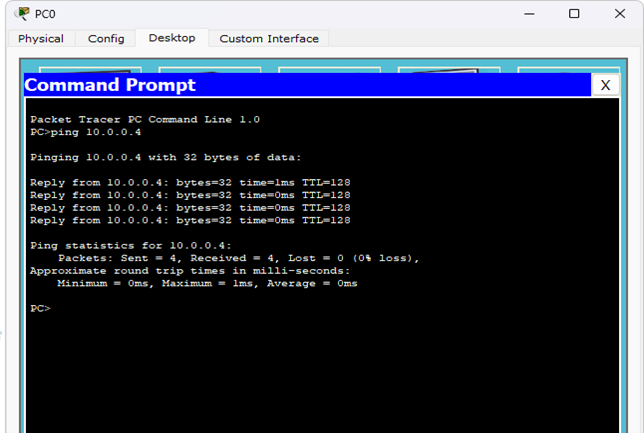 PC0
Physical Config Desktop Custom Interface
Command Prompt
X
Packet Tracer PC Command Line 1.0
PC>ping 10.0.0.4
Pinging 10.0.0.4 with 32 bytes of data:
Reply from 10.0.0.4: bytes=32 time=1ms TTL=128
Reply from 10.0.0.4: bytes=32 time=0ms TTL=128
Reply from 10.0.0.4: bytes=32 time=0ms TTL=128
Reply from 10.0.0.4: bytes=32 time=0ms TTL=128
Ping statistics for 10.0.0.4:
Packets: Sent = 4, Received = 4, Lost = 0 (0% loss),
Approximate round trip times in milli-seconds:
Minimum = 0ms, Maximum = 1ms, Average = 0ms
PC>